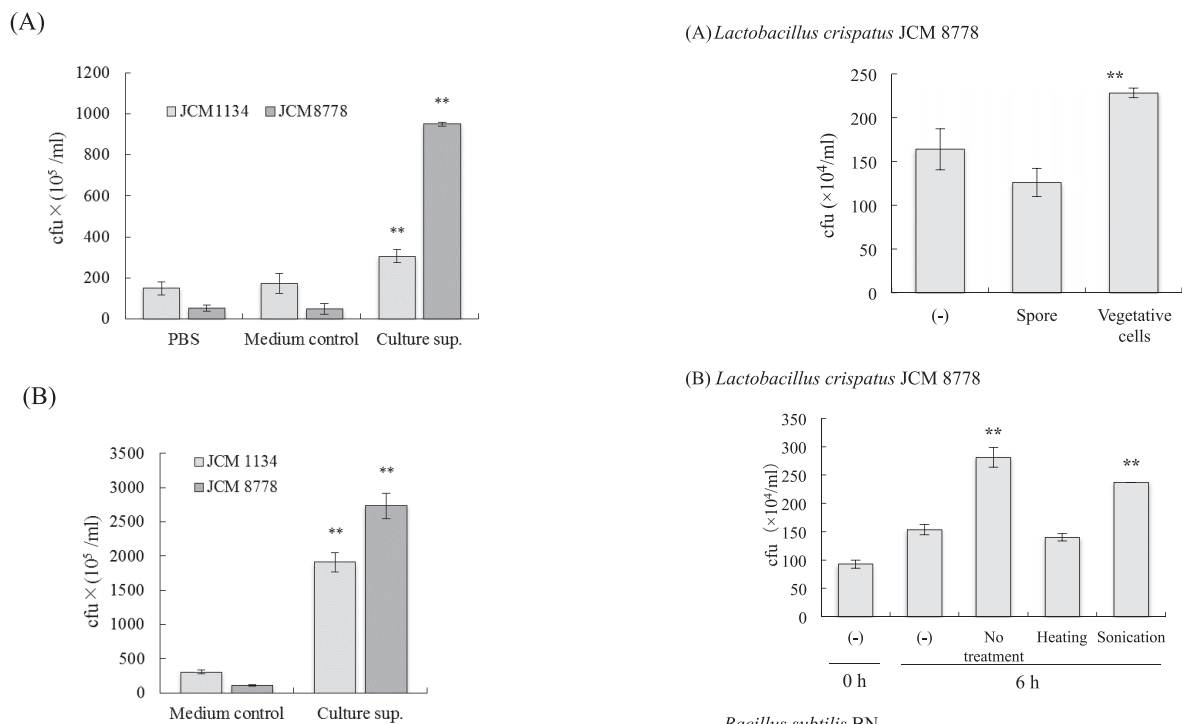 (A)
1200
1000
800
600
400
200
0
cfu×(10⁵ /ml)
JCM1134
JCM8778
**
**
PBS
Medium control
Culture sup.
(B)
3500
3000
2500
2000
1500
1000
500
0
cfu×(10⁵ /ml)
JCM 1134
JCM 8778
**
**
Medium control
Culture sup.
(A) Lactobacillus crispatus JCM 8778
250
200
150
100
50
0
cfu (×10⁴/ml)
**
(-)
Spore
Vegetative
cells
(B) Lactobacillus crispatus JCM 8778
350
300
250
150
100
50
0
cfu (×10⁴/ml)
**
**
(-)
(-)
No
treatment
Heating
Sonication
0 h
6 h
Bacillus subtilis BN